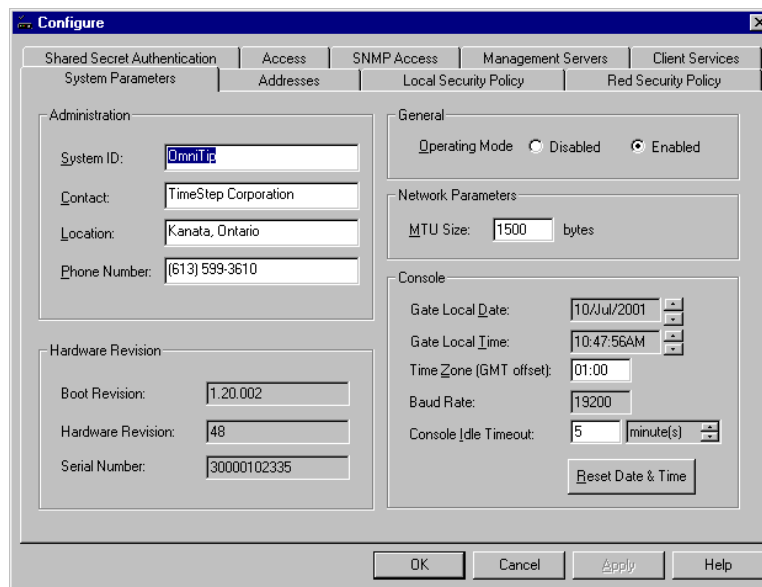 Configure
Shared Secret Authentication Access SNMP Access Management Servers Client Services
System Parameters Addresses Local Security Policy Red Security Policy
Administration
System ID: OmniTip
Contact: TimeStep Corporation
Location: Kanata, Ontario
Phone Number: (613) 599-3610
Hardware Revision
Boot Revision: 1.20.002
Hardware Revision: 48
Serial Number: 30000102335
General
Operating Mode Disabled Enabled
Network Parameters
MTU Size: 1500 bytes
Console
Gate Local Date: 10/Jul/2001
Gate Local Time: 10:47:56AM
Time Zone (GMT offset): 01:00
Baud Rate: 19200
Console Idle Timeout: 5 minute(s)
Reset Date & Time
OK Cancel Apply Help